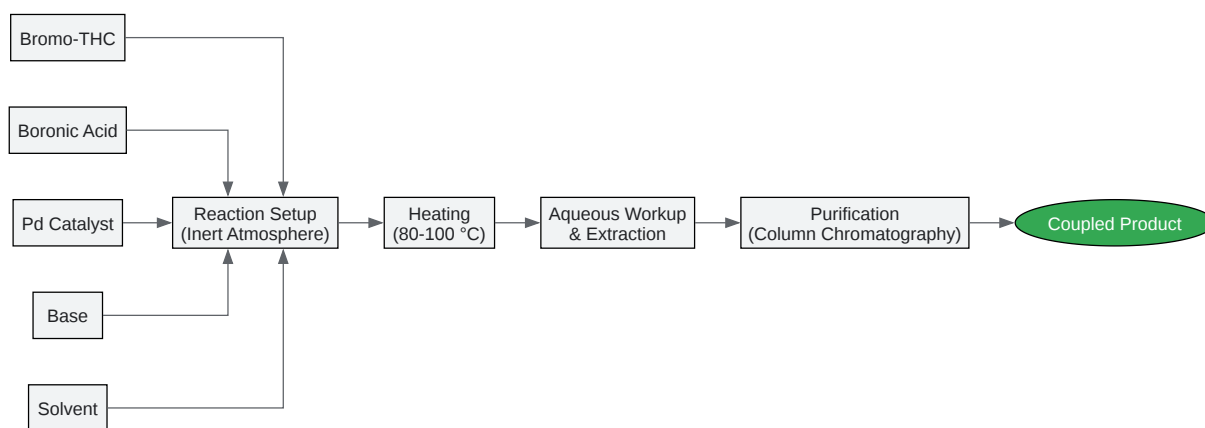 Bromo-THC
Boronic Acid
Pd Catalyst
Base
Solvent
Reaction Setup
(Inert Atmosphere)
Heating
(80-100 °C)
Aqueous Workup
& Extraction
Purification
(Column Chromatography)
Coupled Product